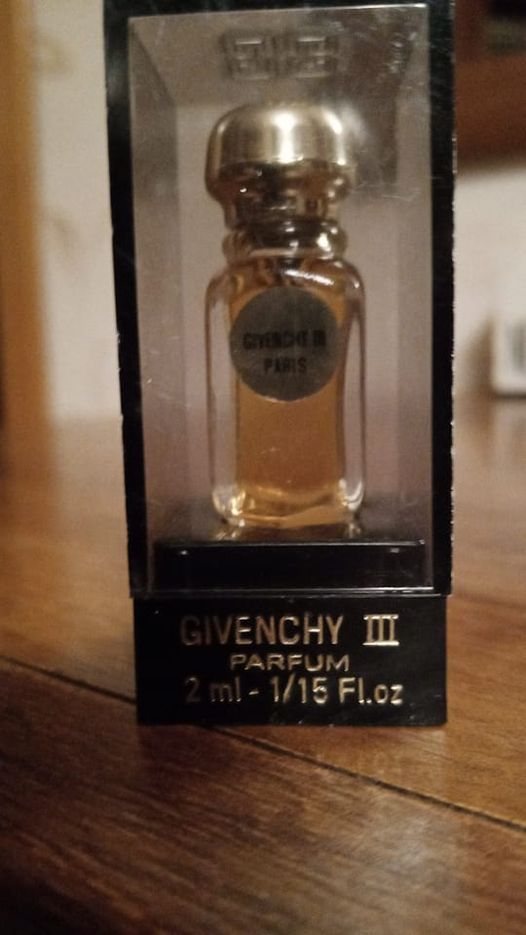 GIVENCHY III
PARIS
GIVENCHY III
PARFUM
2 ml - 1/15 Fl.oz